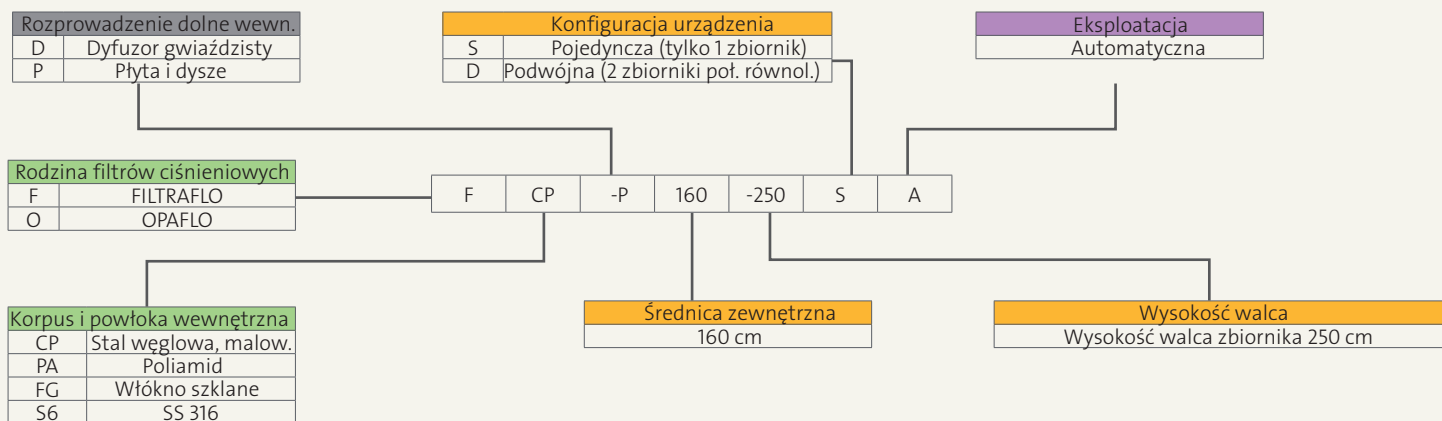 Rozprowadzenie dolne wewn.
D Dyfuzor gwiaździsty
P Płyta i dysze
Konfiguracja urządzenia
S Pojedyncza (tylko 1 zbiornik)
D Podwójna (2 zbiorniki poł. równol.)
Eksploatacja
Automatyczna
Rodzina filtrów ciśnieniowych
F FILTRAFLO
O OPAFLO
F CP -P 160 -250 S A
Korpus i powłoka wewnętrzna
CP Stal węglowa, malow.
PA Poliamid
FG Włókno szklane
S6 SS 316
Średnica zewnętrzna
160 cm
Wysokość walca
Wysokość walca zbiornika 250 cm